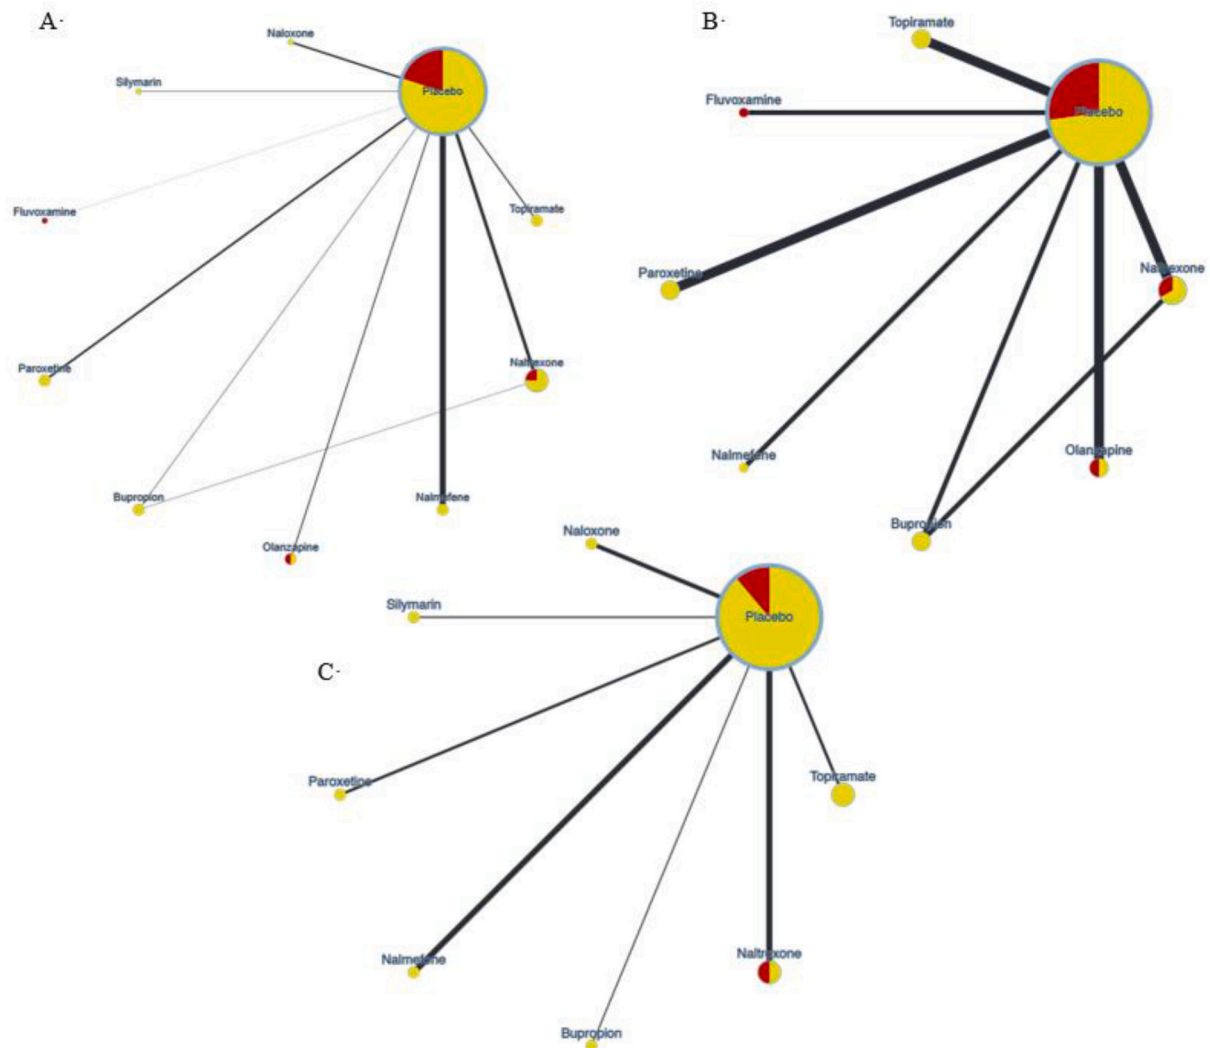 A
Naloxone
Silymarin
Placebo
Fluvoxamine
Topiramate
Paroxetine
Naltrexone
Bupropion
Nalmefene
Olanzapine
B
Topiramate
Fluvoxamine
Placebo
Paroxetine
Naltrexone
Nalmefene
Olanzapine
Bupropion
C
Naloxone
Silymarin
Placebo
Paroxetine
Topiramate
Nalmefene
Naltrexone
Bupropion